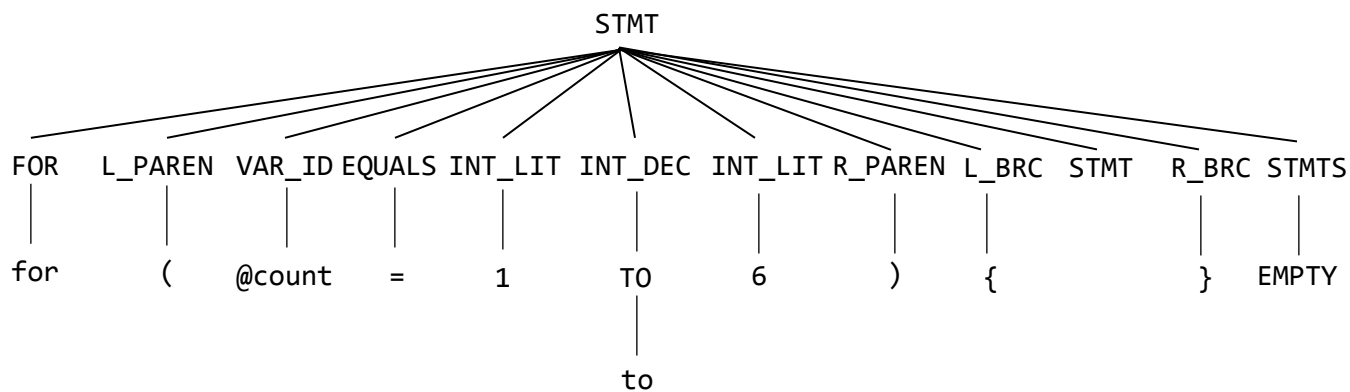 STMT
FOR L_PAREN VAR_ID EQUALS INT_LIT INT_DEC INT_LIT R_PAREN L_BRC STMT R_BRC STMTS
for ( @count = 1 TO 6 ) { } EMPTY
to